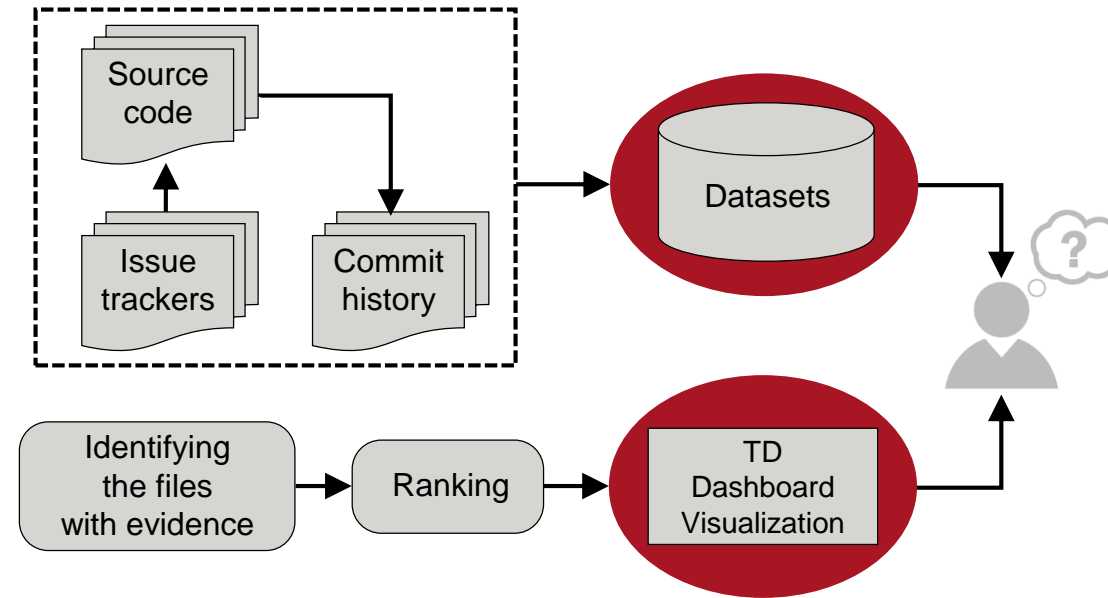 Source
code
Issue
trackers
Commit
history
Datasets
?
Identifying
the files
with evidence
Ranking
TD
Dashboard
Visualization